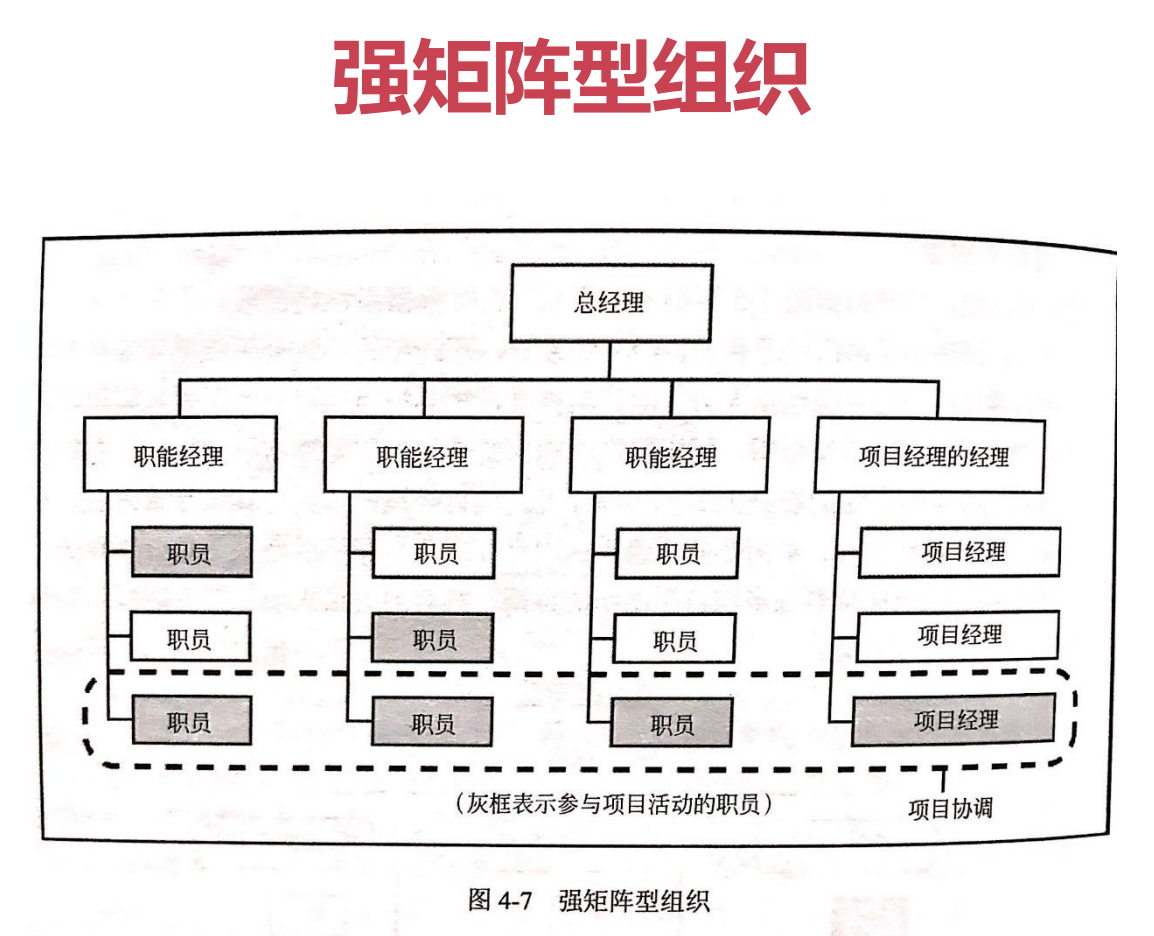 强矩阵型组织
总经理
职能经理 职能经理 职能经理 项目经理的经理
职员 职员 职员 项目经理
职员 职员 职员 项目经理
职员 职员 职员 项目经理
（灰框表示参与项目活动的职员） 项目协调
图 4-7 强矩阵型组织